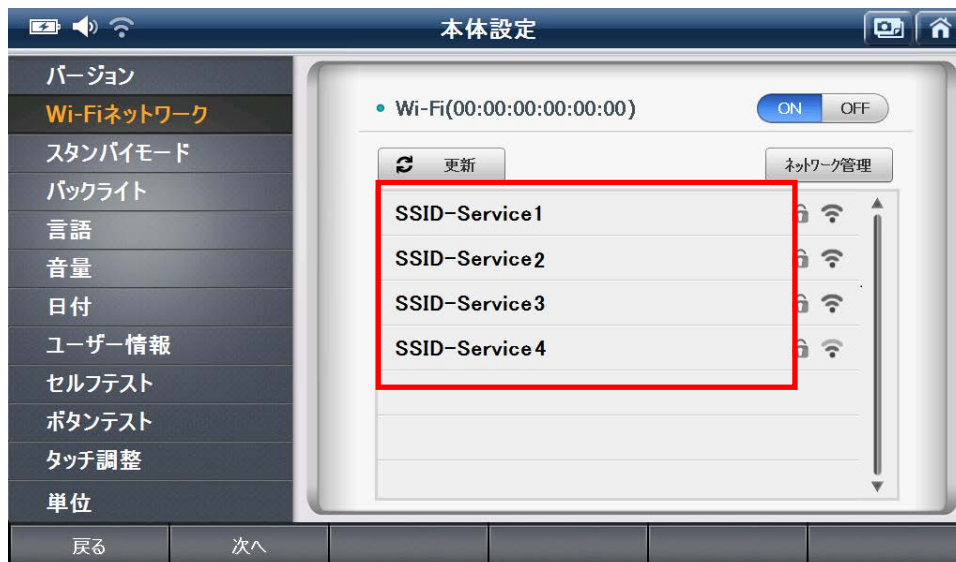 本体設定
バージョン
Wi-Fiネットワーク
スタンバイモード
バックライト
言語
音量
日付
ユーザー情報
セルフテスト
ボタンテスト
タッチ調整
単位
Wi-Fi(00:00:00:00:00:00)
ON OFF
更新
ネットワーク管理
SSID-Service1
SSID-Service2
SSID-Service3
SSID-Service4
戻る 次へ